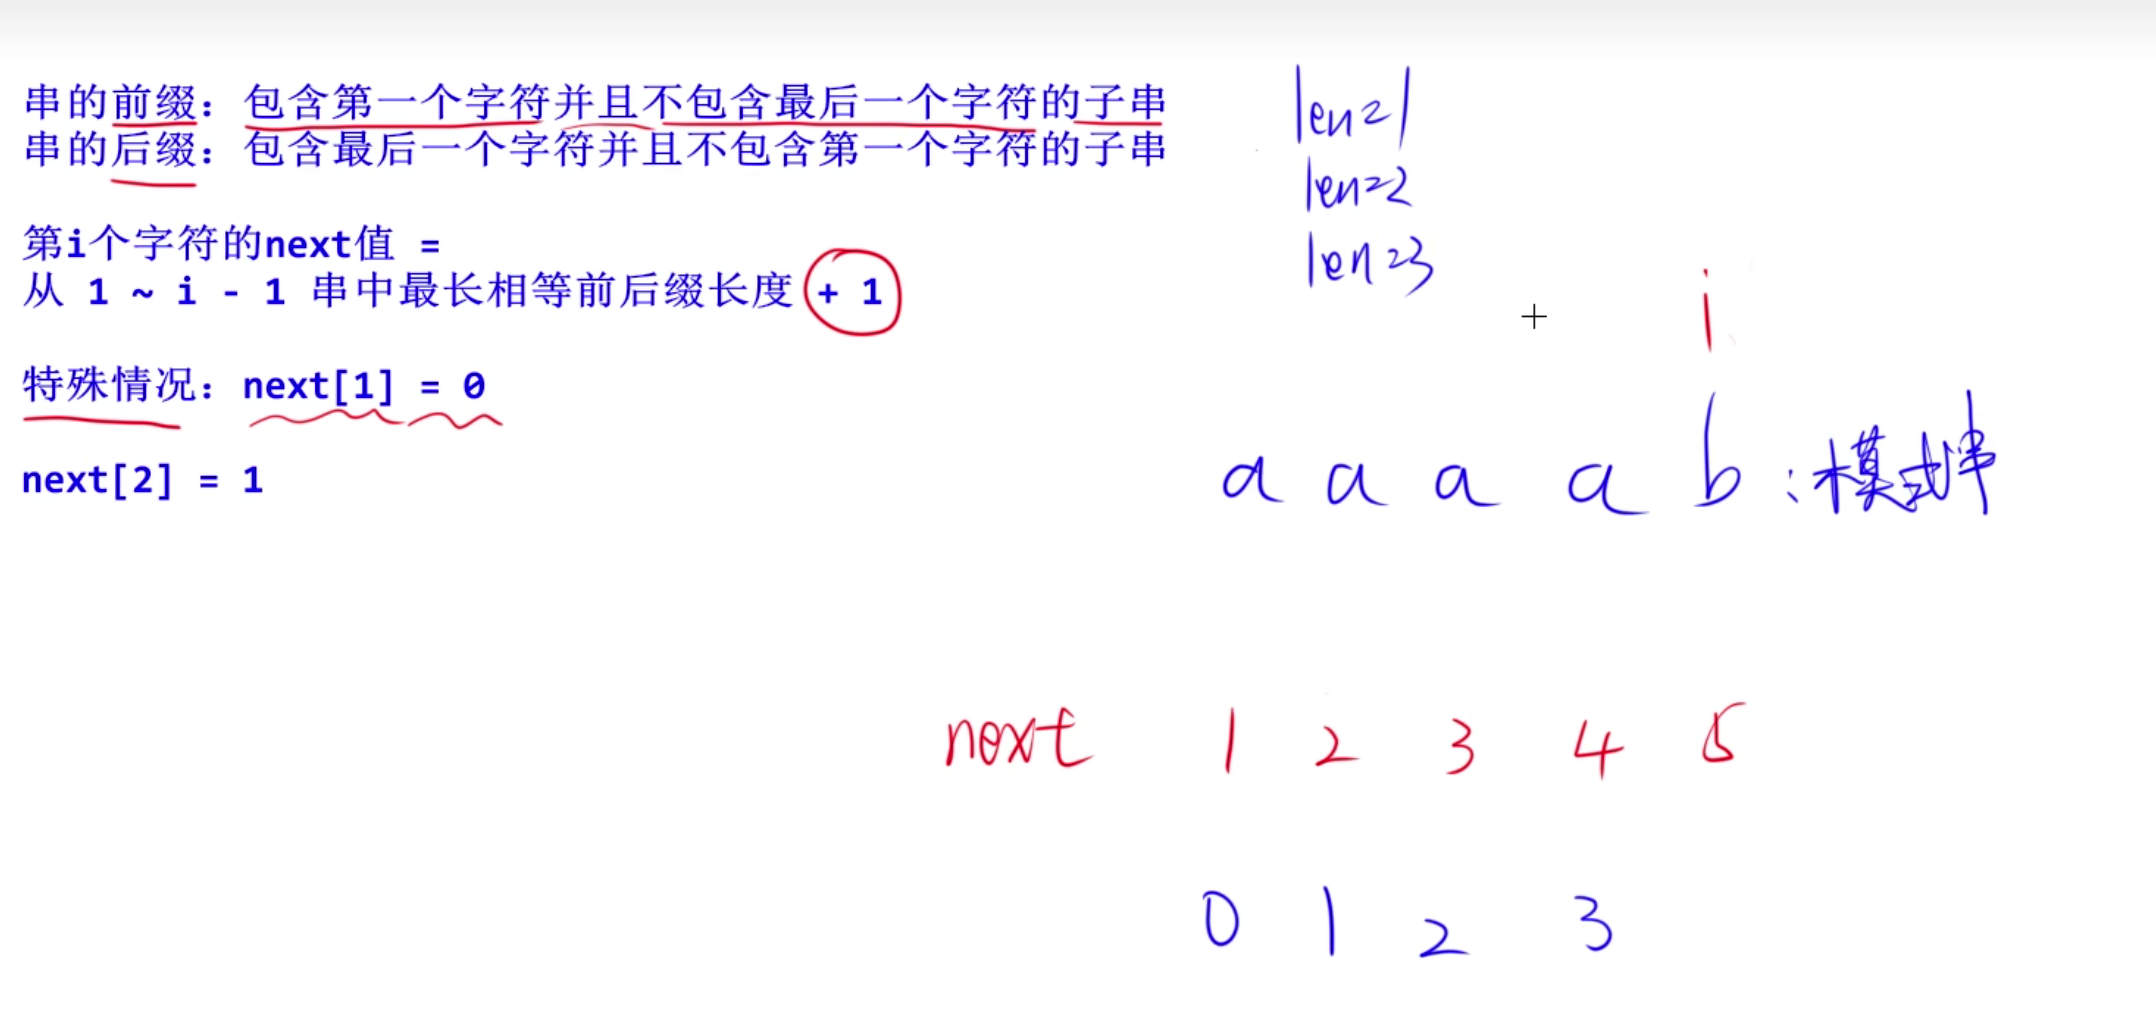 串的前缀：包含第一个字符并且不包含最后一个字符的子串
串的后缀：包含最后一个字符并且不包含第一个字符的子串
第i个字符的next值 =
从 1 ~ i - 1 串中最长相等前后缀长度 + 1
特殊情况：next[1] = 0
next[2] = 1
len=1
len=2
len=3
i
a a a a b :模式串
next 1 2 3 4 5
0 1 2 3